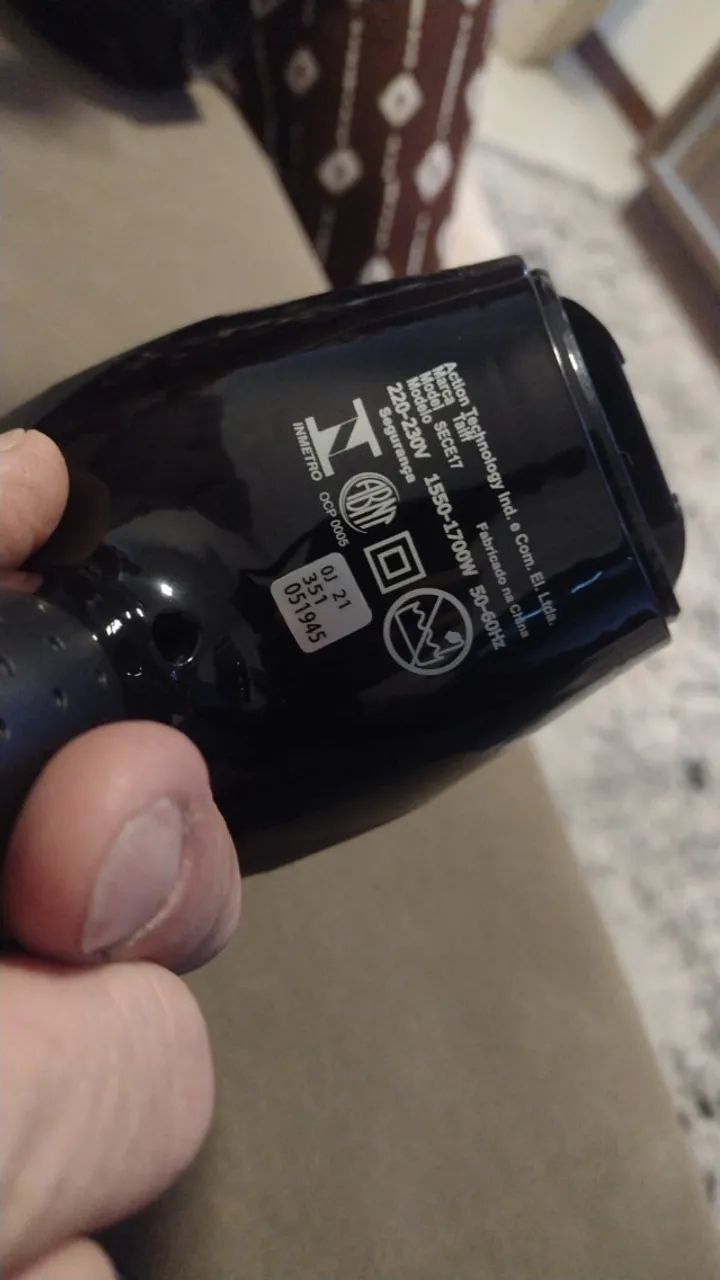 Action Technology Ind. e Com. El. Ltda.
Marca Taiff
Fabricado na China
Model
Modelo SECE17
220-230V 1550-1700W 50-60Hz
Segurança
INMETRO
ABNT
OCP 0005
0J 21
351
051945